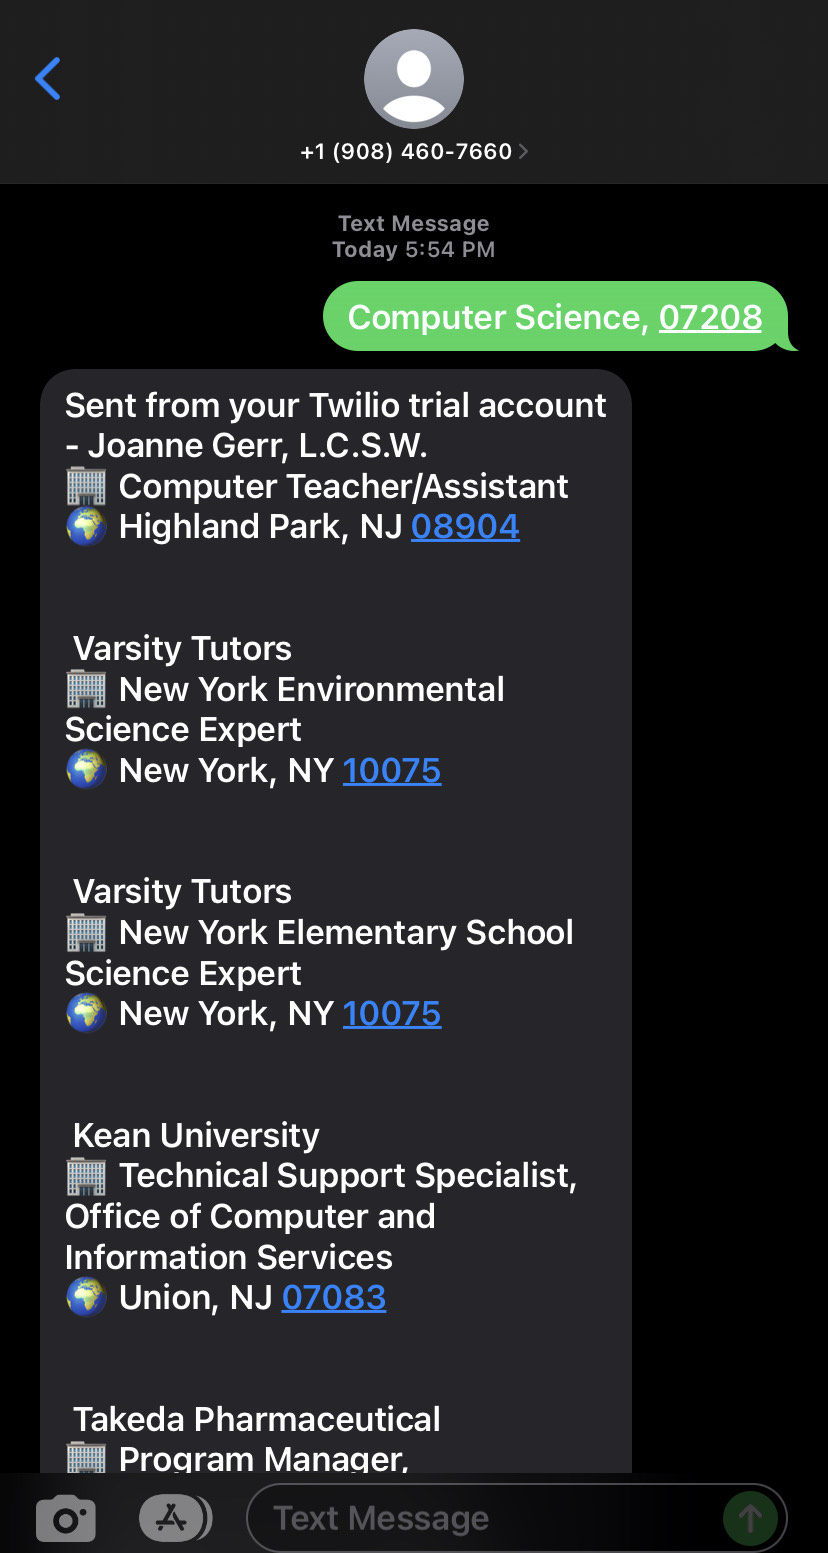 +1 (908) 460-7660
Text Message
Today 5:54 PM
Computer Science, 07208
Sent from your Twilio trial account
- Joanne Gerr, L.C.S.W.
🏢 Computer Teacher/Assistant
🌍 Highland Park, NJ 08904
Varsity Tutors
🏢 New York Environmental
Science Expert
🌍 New York, NY 10075
Varsity Tutors
🏢 New York Elementary School
Science Expert
🌍 New York, NY 10075
Kean University
🏢 Technical Support Specialist,
Office of Computer and
Information Services
🌍 Union, NJ 07083
Takeda Pharmaceutical
🏢 Program Manager,
Text Message